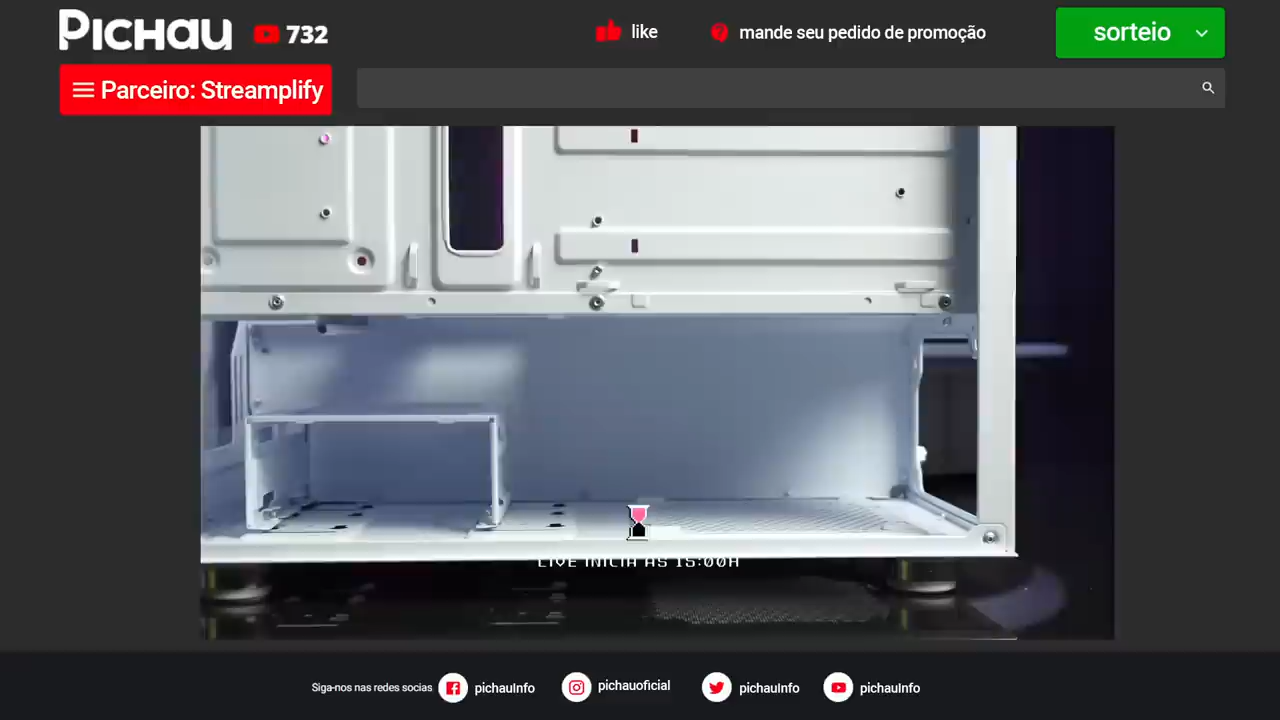 PICHAU
732
like
mande seu pedido de promoção
sorteio
Parceiro: Streamplify
LIVE INICIA ÀS 15:00H
Siga-nos nas redes socias
pichauInfo
pichauoficial
pichauInfo
pichauInfo